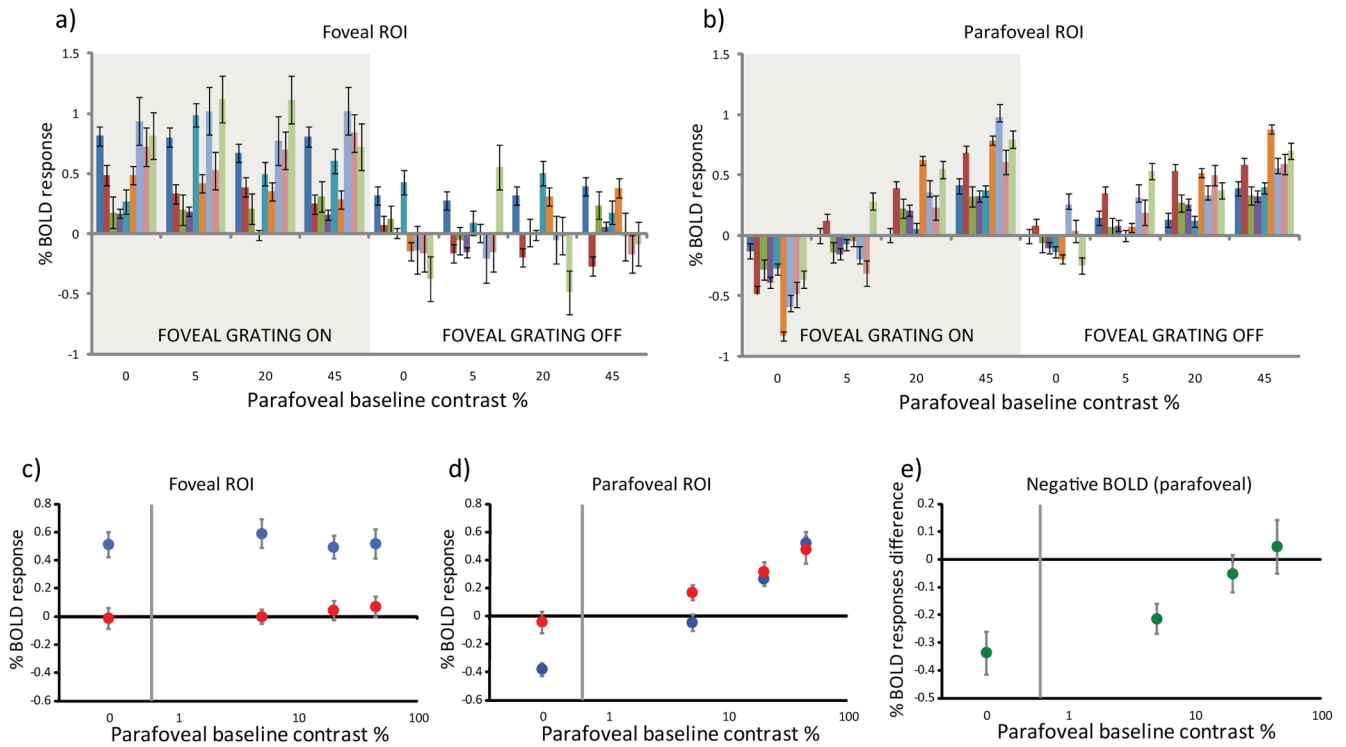 a)
Foveal ROI
% BOLD response
1.5
1
0.5
0
-0.5
-1
FOVEAL GRATING ON
FOVEAL GRATING OFF
0 5 20 45 0 5 20 45
Parafoveal baseline contrast %
b)
Parafoveal ROI
% BOLD response
1.5
1
0.5
0
-0.5
-1
FOVEAL GRATING ON
FOVEAL GRATING OFF
0 5 20 45 0 5 20 45
Parafoveal baseline contrast %
c)
Foveal ROI
% BOLD response
0.8
0.6
0.4
0.2
0
-0.2
-0.4
-0.6
0 1 10 100
Parafoveal baseline contrast %
d)
Parafoveal ROI
% BOLD response
0.8
0.6
0.4
0.2
0
-0.2
-0.4
-0.6
0 1 10 100
Parafoveal baseline contrast %
e)
Negative BOLD (parafoveal)
% BOLD responses difference
0.2
0.1
0
-0.1
-0.2
-0.3
-0.4
-0.5
0 1 10 100
Parafoveal baseline contrast %